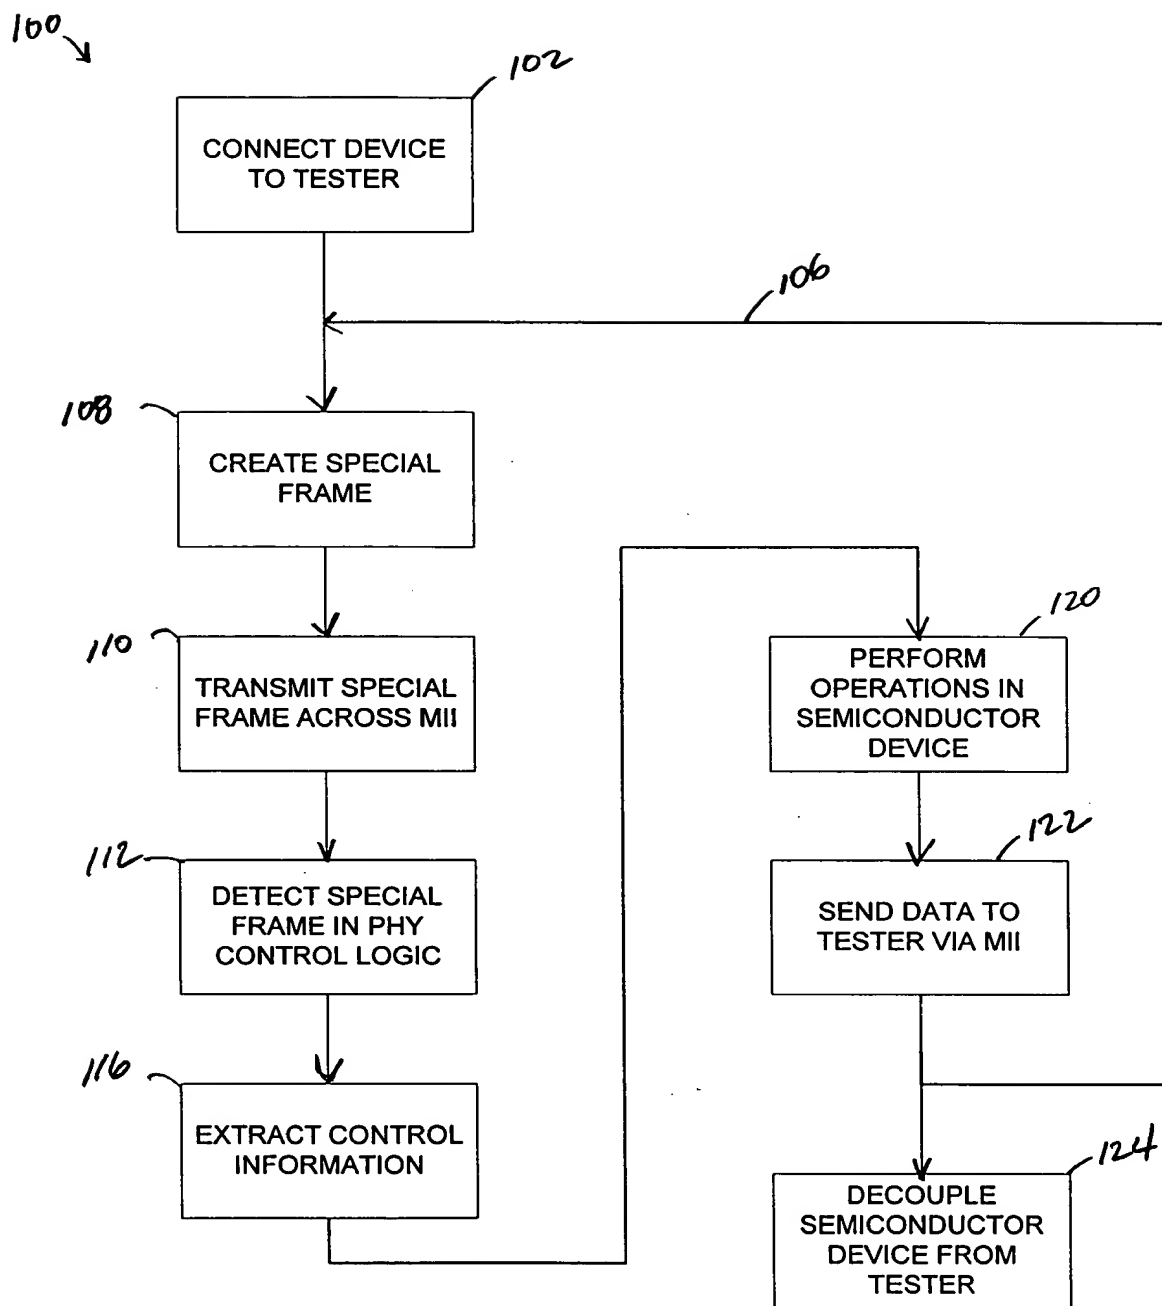 100
102
CONNECT DEVICE
TO TESTER
106
108
CREATE SPECIAL
FRAME
110
TRANSMIT SPECIAL
FRAME ACROSS MII
112
DETECT SPECIAL
FRAME IN PHY
CONTROL LOGIC
116
EXTRACT CONTROL
INFORMATION
120
PERFORM
OPERATIONS IN
SEMICONDUCTOR
DEVICE
122
SEND DATA TO
TESTER VIA MII
124
DECOUPLE
SEMICONDUCTOR
DEVICE FROM
TESTER